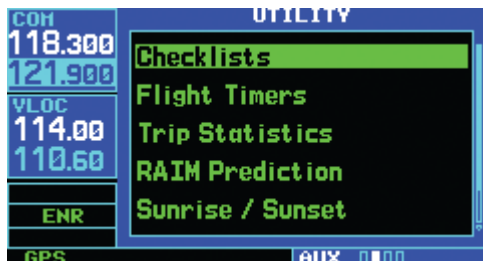 COM
118.300
121.900
VLOC
114.00
110.60
ENR
GPS
UTILITY
Checklists
Flight Timers
Trip Statistics
RAIM Prediction
Sunrise / Sunset
AUX